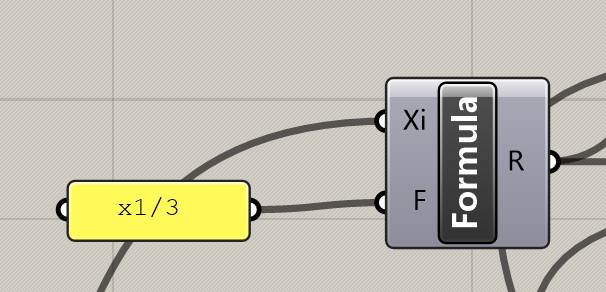 Xi
Formula
R
x1/3
F